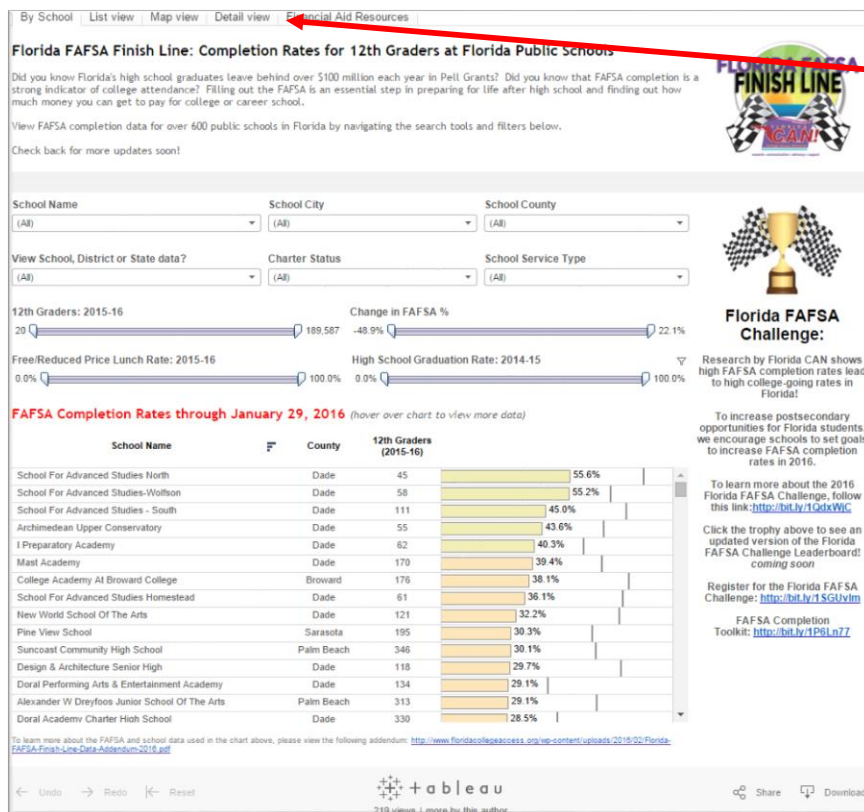 By School List view Map view Detail view Financial Aid Resources
Florida FAFSA Finish Line: Completion Rates for 12th Graders at Florida Public Schools
Did you know Florida's high school graduates leave behind over $100 million each year in Pell Grants? Did you know that FAFSA completion is a
strong indicator of college attendance? Filling out the FAFSA is an essential step in preparing for life after high school and finding out how
much money you can get to pay for college or career school.
View FAFSA completion data for over 600 public schools in Florida by navigating the search tools and filters below.
Check back for more updates soon!
FLORIDA FAFSA
FINISH LINE
CAN!
School Name School City School County
(All) (All) (All)
View School, District or State data? Charter Status School Service Type
(All) (All) (All)
12th Graders: 2015-16 Change in FAFSA %
20 189,587 -48.9% 22.1%
Free/Reduced Price Lunch Rate: 2015-16 High School Graduation Rate: 2014-15
0.0% 100.0% 0.0% 100.0%
FAFSA Completion Rates through January 29, 2016 (hover over chart to view more data)
School Name County 12th Graders
(2015-16)
School For Advanced Studies North Dade 45 55.6%
School For Advanced Studies-Wolfson Dade 58 55.2%
School For Advanced Studies - South Dade 111 45.0%
Archimedean Upper Conservatory Dade 55 43.6%
I Preparatory Academy Dade 62 40.3%
Mast Academy Dade 170 39.4%
College Academy At Broward College Broward 176 38.1%
School For Advanced Studies Homestead Dade 61 36.1%
New World School Of The Arts Dade 121 32.2%
Pine View School Sarasota 195 30.3%
Suncoast Community High School Palm Beach 346 30.1%
Design & Architecture Senior High Dade 118 29.7%
Doral Performing Arts & Entertainment Academy Dade 134 29.1%
Alexander W Dreyfoos Junior School Of The Arts Palm Beach 313 29.1%
Doral Academy Charter High School Dade 330 28.5%
Florida FAFSA
Challenge:
Research by Florida CAN shows
high FAFSA completion rates lead
to high college-going rates in
Florida!
To increase postsecondary
opportunities for Florida students,
we encourage schools to set goals
to increase FAFSA completion
rates in 2016.
To learn more about the 2016
Florida FAFSA Challenge, follow
this link:http://bit.ly/1QdxWjC
Click the trophy above to see an
updated version of the Florida
FAFSA Challenge Leaderboard!
coming soon
Register for the Florida FAFSA
Challenge: http://bit.ly/1SGUvIm
FAFSA Completion
Toolkit: http://bit.ly/1P6Ln77
To learn more about the FAFSA and school data used in the chart above, please view the following addendum: http://www.floridacollegeaccess.org/wp-content/uploads/2016/02/Florida-
FAFSA-Finish-Line-Data-Addendum-2016.pdf
Undo Redo Reset tableau Share Download
219 views | more by this author